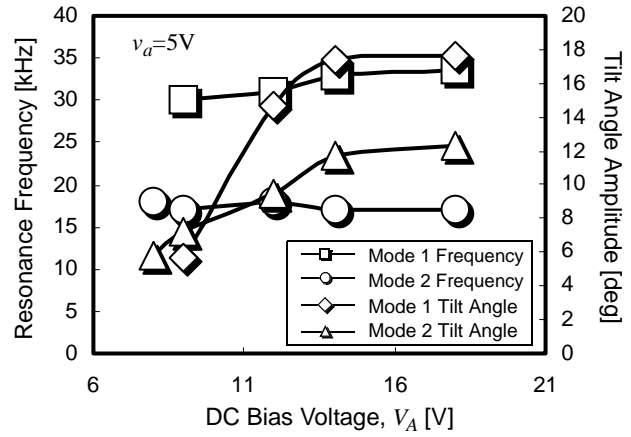 v_a=5V
Resonance Frequency [kHz]
40
35
30
25
20
15
10
5
0
Tilt Angle Amplitude [deg]
20
18
16
14
12
10
8
6
4
2
0
Mode 1 Frequency
Mode 2 Frequency
Mode 1 Tilt Angle
Mode 2 Tilt Angle
6 11 16 21
DC Bias Voltage, V_A [V]